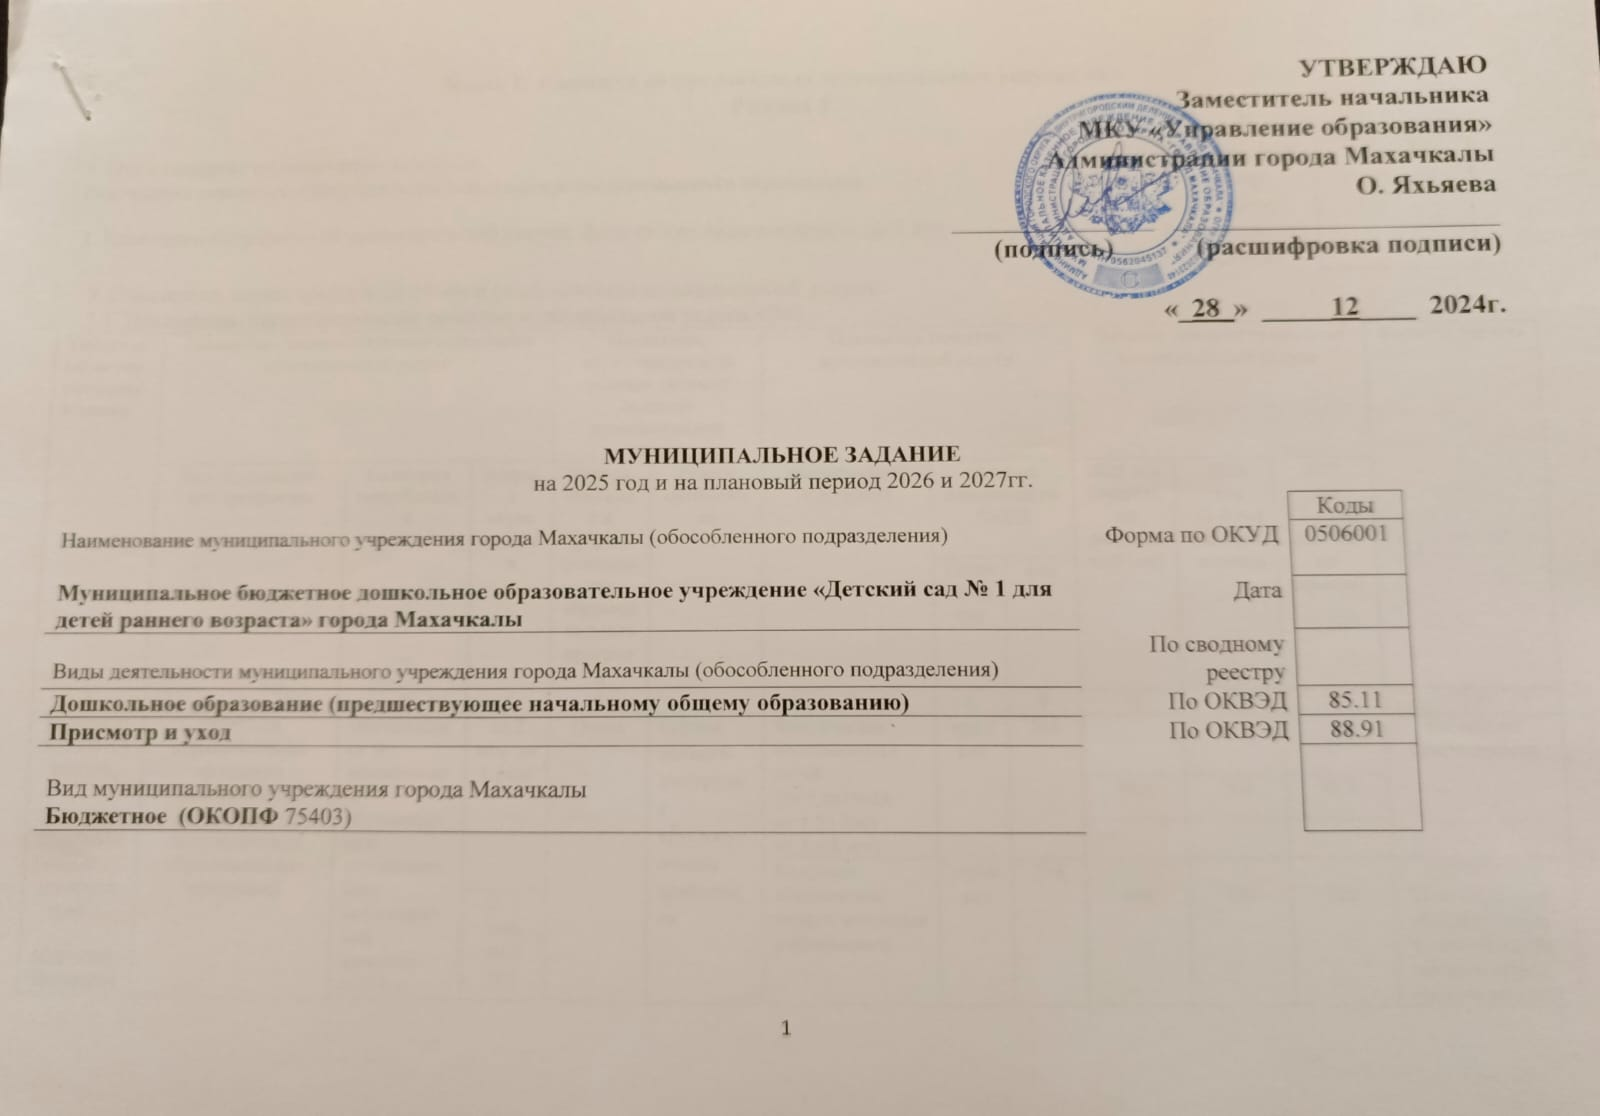 УТВЕРЖДАЮ
Заместитель начальника
МКУ «Управление образования»
Администрации города Махачкалы
О. Яхьяева
(подпись) (расшифровка подписи)
« 28 » 12 2024г.
МУНИЦИПАЛЬНОЕ ЗАДАНИЕ
на 2025 год и на плановый период 2026 и 2027гг.
Коды
Наименование муниципального учреждения города Махачкалы (обособленного подразделения) Форма по ОКУД 0506001
Муниципальное бюджетное дошкольное образовательное учреждение «Детский сад № 1 для Дата
детей раннего возраста» города Махачкалы
По сводному
Виды деятельности муниципального учреждения города Махачкалы (обособленного подразделения) реестру
Дошкольное образование (предшествующее начальному общему образованию) По ОКВЭД 85.11
Присмотр и уход По ОКВЭД 88.91
Вид муниципального учреждения города Махачкалы
Бюджетное (ОКОПФ 75403)
1